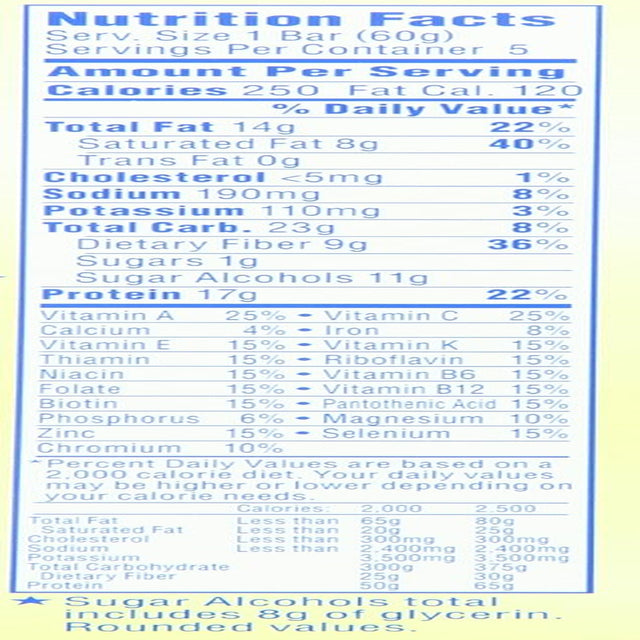 Nutrition Facts
Serv. Size 1 Bar (60g)
Servings Per Container 5
Amount Per Serving
Calories 250 Fat Cal. 120
% Daily Value*
Total Fat 14g 22%
Saturated Fat 8g 40%
Trans Fat 0g
Cholesterol <5mg 1%
Sodium 190mg 8%
Potassium 110mg 3%
Total Carb. 23g 8%
Dietary Fiber 9g 36%
Sugars 1g
Sugar Alcohols 11g
Protein 17g 22%
Vitamin A 25% • Vitamin C 25%
Calcium 4% • Iron 8%
Vitamin E 15% • Vitamin K 15%
Thiamin 15% • Riboflavin 15%
Niacin 15% • Vitamin B6 15%
Folate 15% • Vitamin B12 15%
Biotin 15% • Pantothenic Acid 15%
Phosphorus 6% • Magnesium 10%
Zinc 15% • Selenium 15%
Chromium 10%
*Percent Daily Values are based on a
2,000 calorie diet. Your daily values
may be higher or lower depending on
your calorie needs.
Calories: 2,000 2,500
Total Fat Less than 65g 80g
Saturated Fat Less than 20g 25g
Cholesterol Less than 300mg 300mg
Sodium Less than 2,400mg 2,400mg
Potassium 3,500mg 3,500mg
Total Carbohydrate 300g 375g
Dietary Fiber 25g 30g
Protein 50g 65g
★ Sugar Alcohols total
includes 8g of glycerin.
Rounded values.